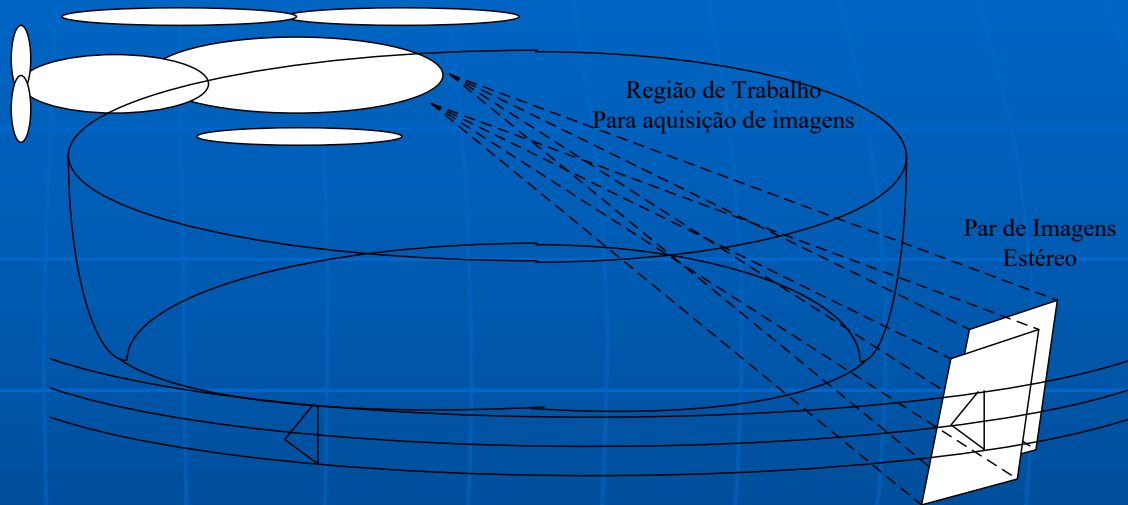 Região de Trabalho
Para aquisição de imagens
Par de Imagens
Estéreo